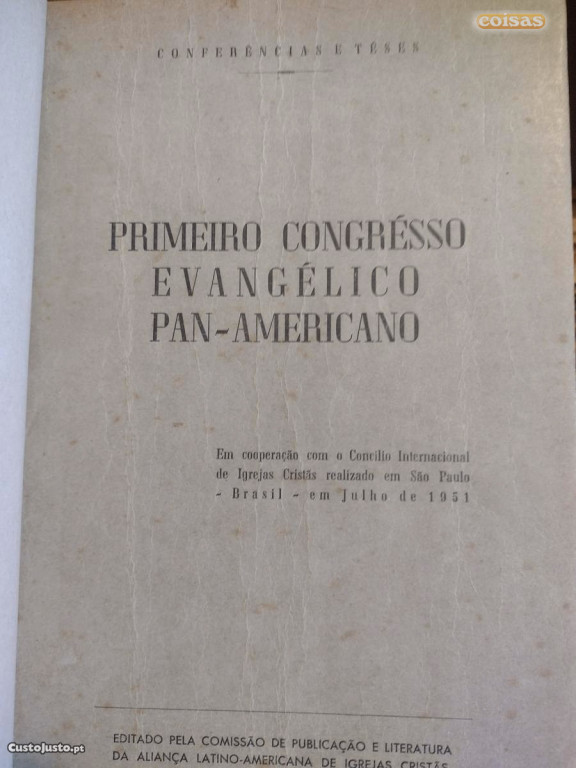 coisas
CONFERÊNCIAS E TÉSES
PRIMEIRO CONGRÉSSO
EVANGÉLICO
PAN-AMERICANO
Em cooperação com o Concílio Internacional
de Igrejas Cristãs realizado em São Paulo
- Brasil - em Julho de 1951
EDITADO PELA COMISSÃO DE PUBLICAÇÃO E LITERATURA
DA ALIANÇA LATINO-AMERICANA DE IGREJAS CRISTÃS
CustoJusto.pt